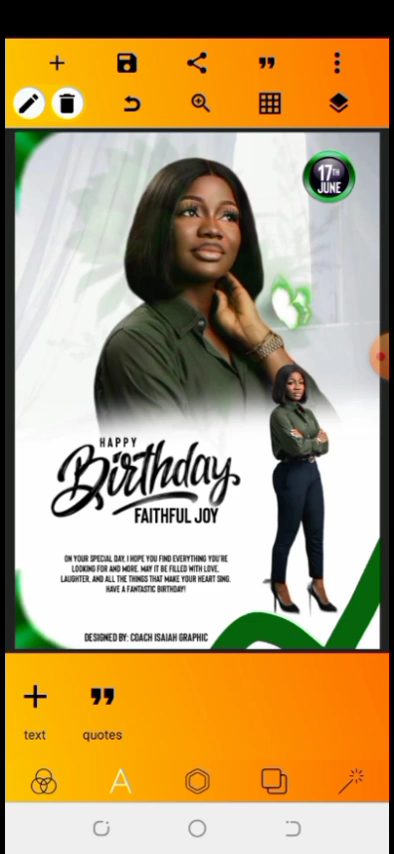 17TH
JUNE
HAPPY
Birthday
FAITHFUL JOY
ON YOUR SPECIAL DAY, I HOPE YOU FIND EVERYTHING YOU'RE
LOOKING FOR AND MORE. MAY IT BE FILLED WITH LOVE,
LAUGHTER, AND ALL THE THINGS THAT MAKE YOUR HEART SING.
HAVE A FANTASTIC BIRTHDAY!
DESIGNED BY: COACH ISAIAH GRAPHIC
text
quotes